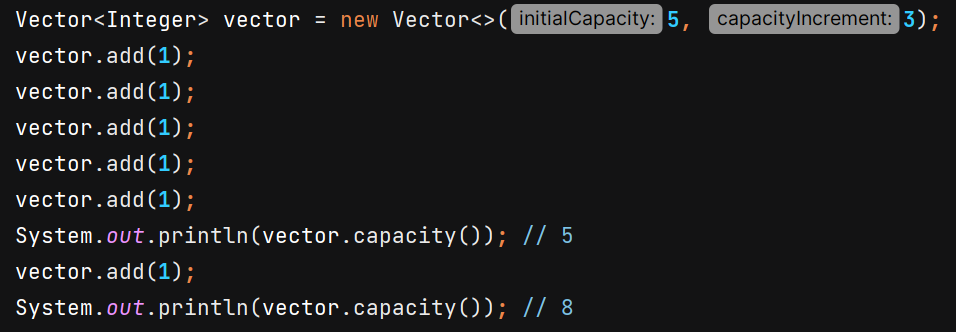 Vector<Integer> vector = new Vector<>( initialCapacity: 5, capacityIncrement: 3);
vector.add(1);
vector.add(1);
vector.add(1);
vector.add(1);
vector.add(1);
System.out.println(vector.capacity()); // 5
vector.add(1);
System.out.println(vector.capacity()); // 8